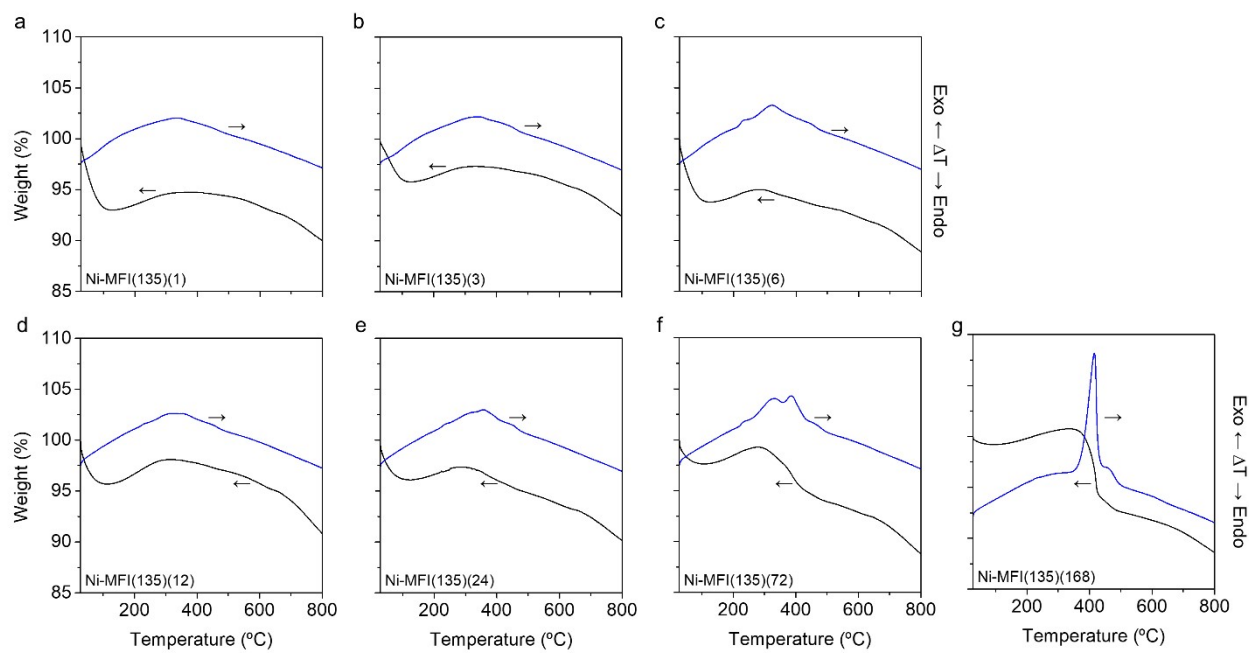 a
b
c
110
105
100
95
90
85
Weight (%)
→
←
Ni-MFI(135)(1)
→
←
Ni-MFI(135)(3)
→
←
Ni-MFI(135)(6)
Exo ← ΔT → Endo
d
e
f
g
110
105
100
95
90
85
Weight (%)
→
←
Ni-MFI(135)(12)
→
←
Ni-MFI(135)(24)
→
←
Ni-MFI(135)(72)
→
←
Ni-MFI(135)(168)
Exo ← ΔT → Endo
200 400 600 800
200 400 600 800
200 400 600 800
200 400 600 800
Temperature (ºC)
Temperature (ºC)
Temperature (ºC)
Temperature (ºC)